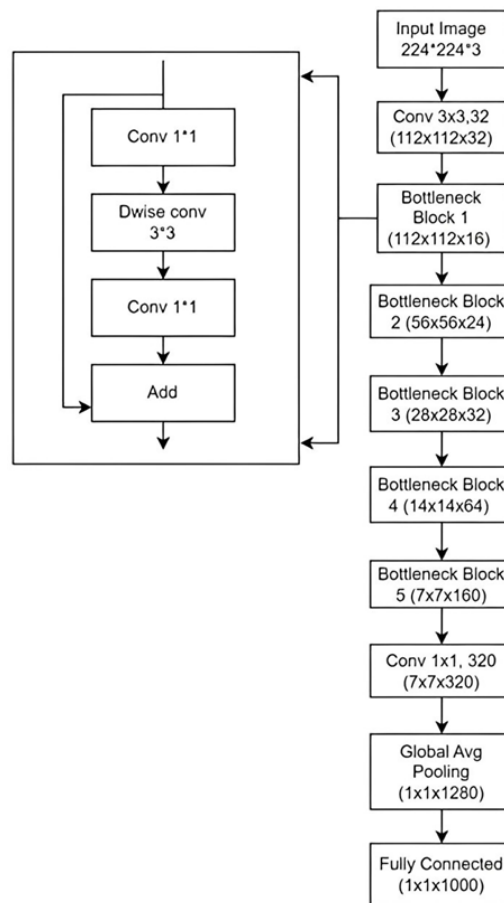 Input Image
224*224*3
Conv 3x3,32
(112x112x32)
Bottleneck
Block 1
(112x112x16)
Bottleneck Block
2 (56x56x24)
Bottleneck Block
3 (28x28x32)
Bottleneck Block
4 (14x14x64)
Bottleneck Block
5 (7x7x160)
Conv 1x1, 320
(7x7x320)
Global Avg
Pooling
(1x1x1280)
Fully Connected
(1x1x1000)
Conv 1*1
Dwise conv
3*3
Conv 1*1
Add